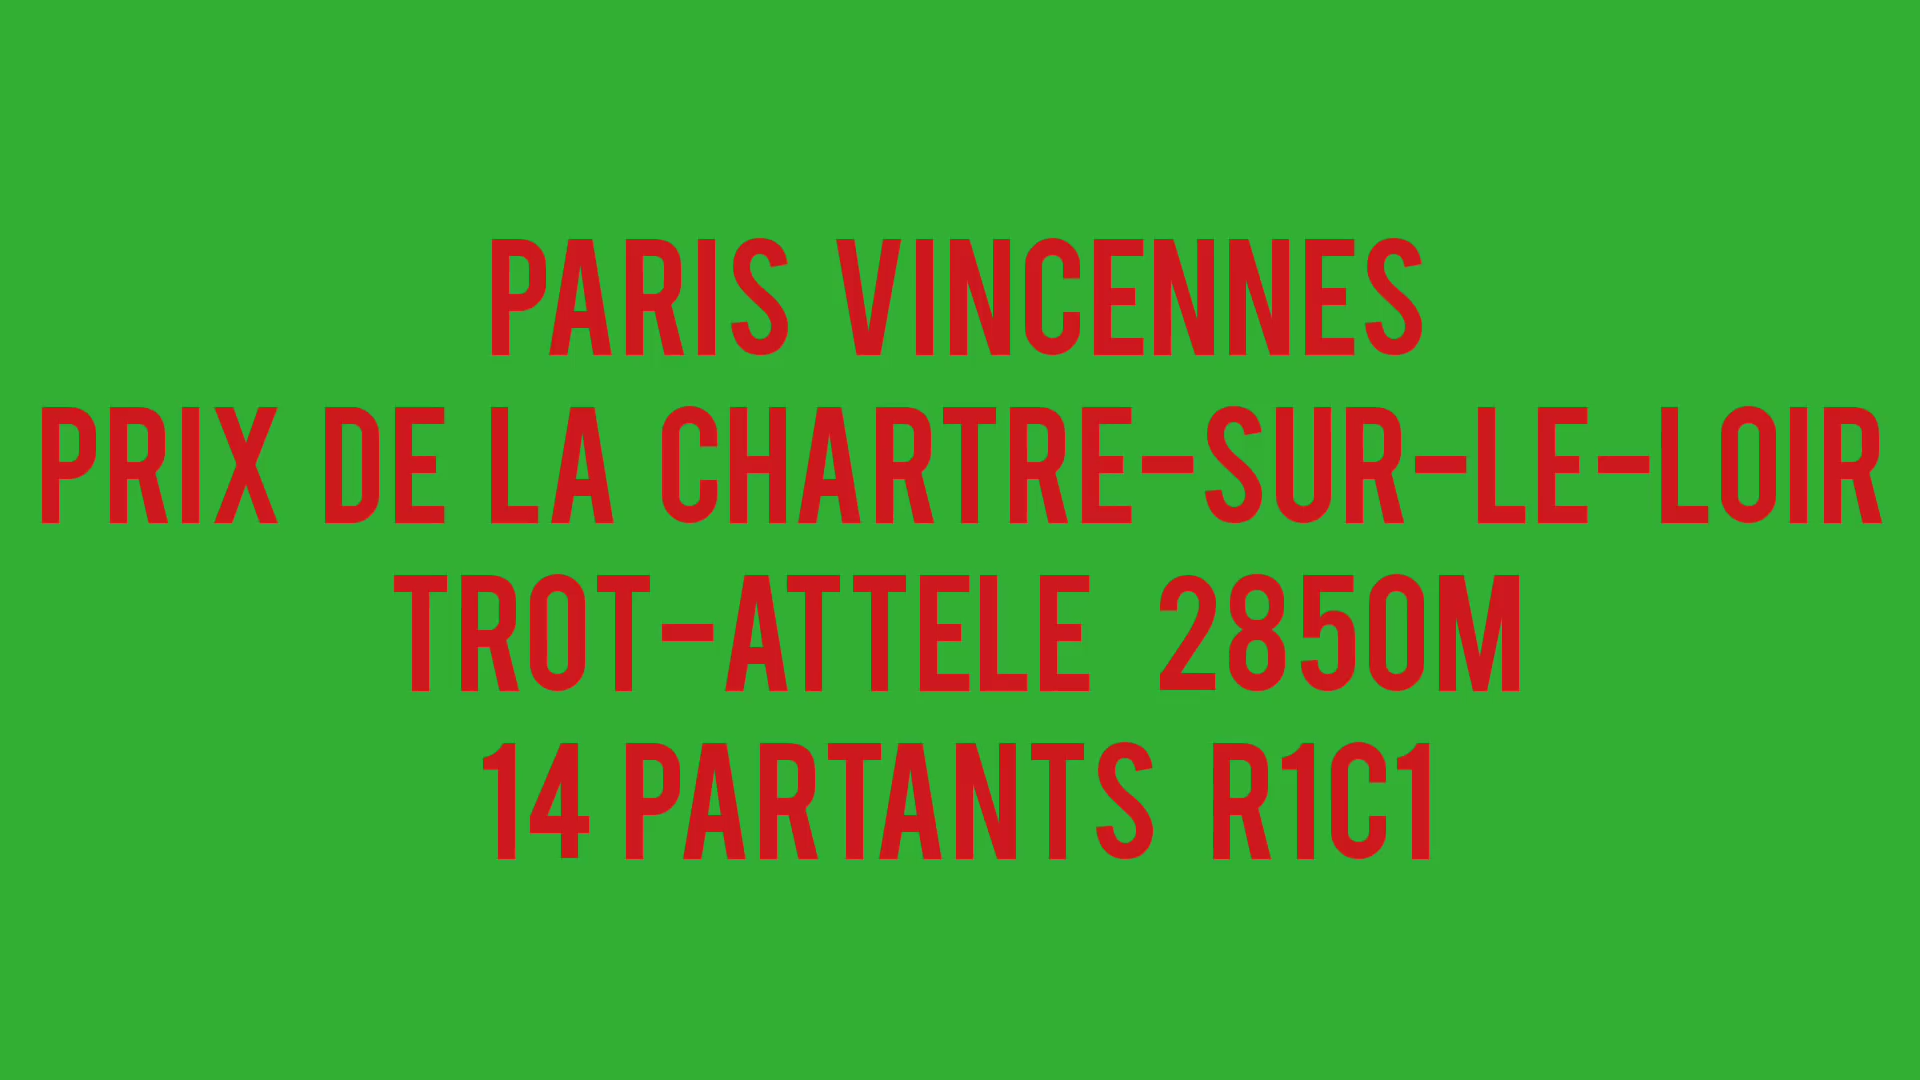 PARIS VINCENNES
PRIX DE LA CHARTRE-SUR-LE-LOIR
TROT-ATTELE 2850M
14 PARTANTS R1C1